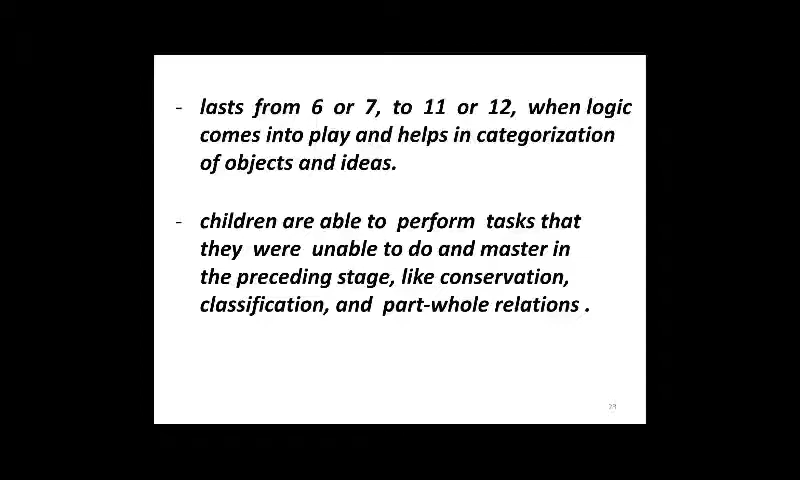 - lasts from 6 or 7, to 11 or 12, when logic
comes into play and helps in categorization
of objects and ideas.
- children are able to perform tasks that
they were unable to do and master in
the preceding stage, like conservation,
classification, and part-whole relations .
23